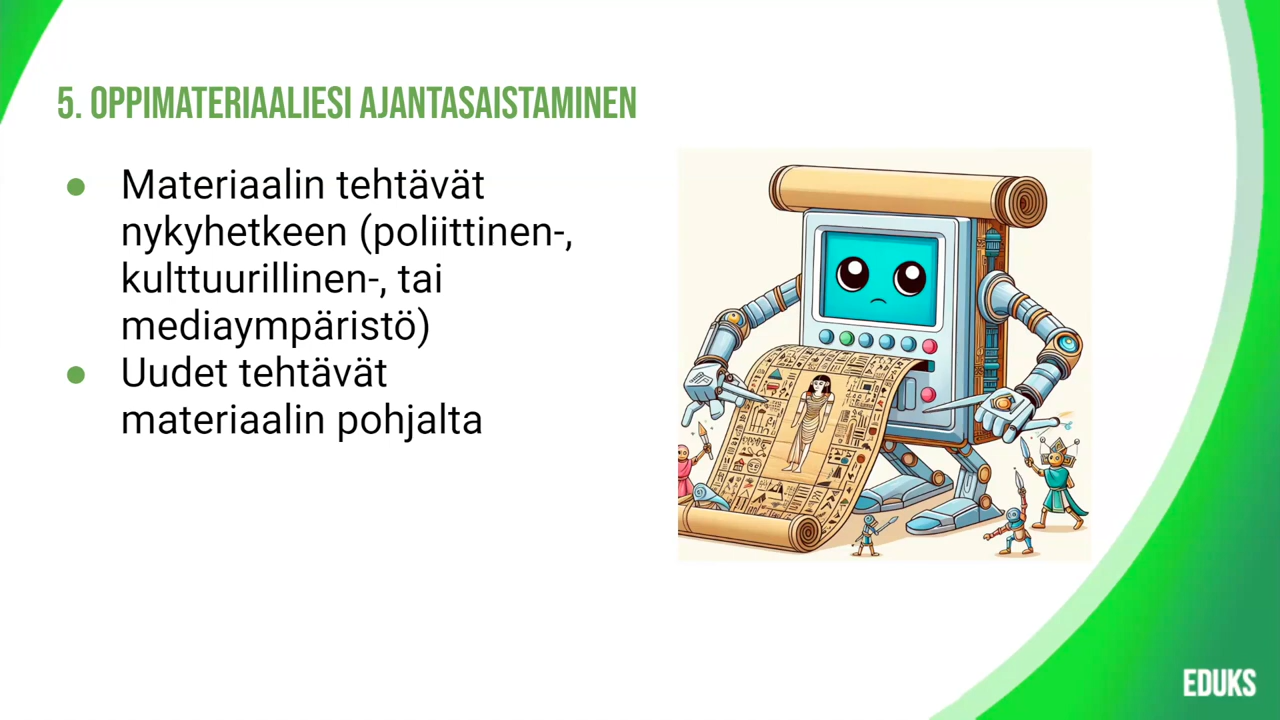 5. OPPIMATERIAALIESI AJANTASAISTAMINEN
● Materiaalin tehtävät
nykyhetkeen (poliittinen-,
kulttuurillinen-, tai
mediaympäristö)
● Uudet tehtävät
materiaalin pohjalta
EDUKS